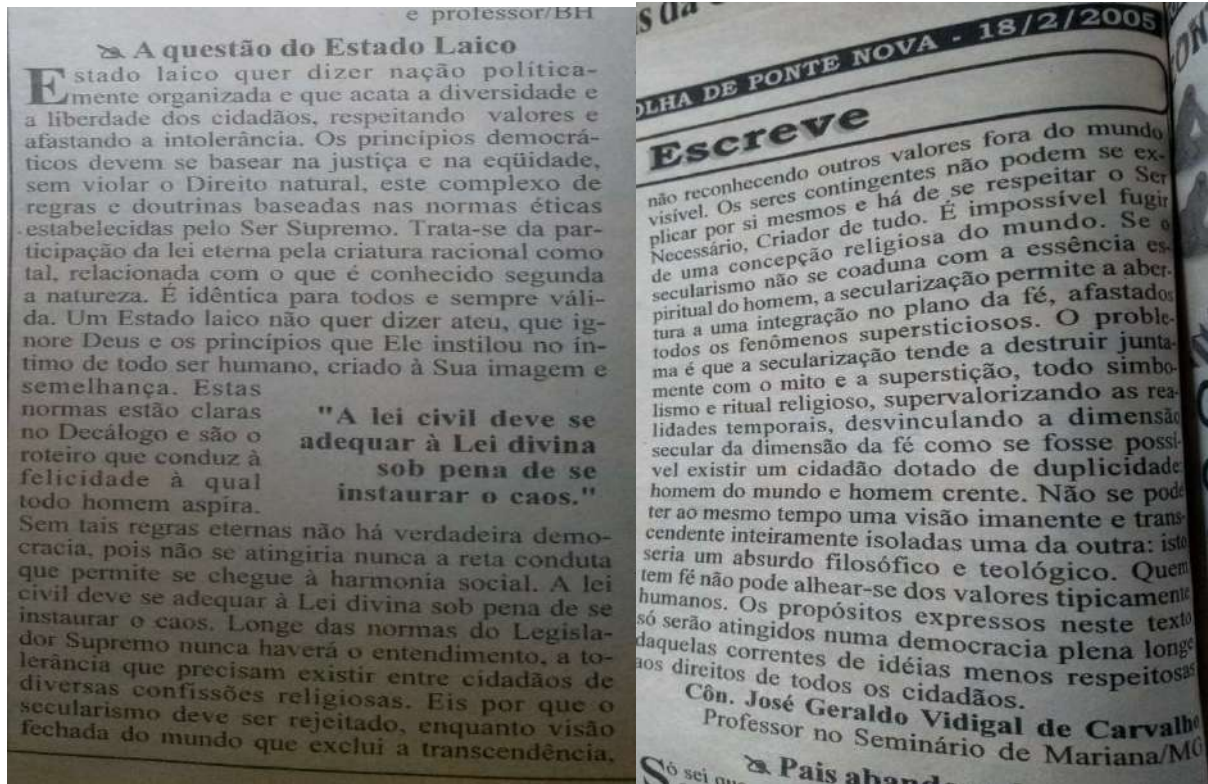 e professor/BH
A questão do Estado Laico
Estado laico quer dizer nação política-
mente organizada e que acata a diversidade e
a liberdade dos cidadãos, respeitando valores e
afastando a intolerância. Os princípios democrá-
ticos devem se basear na justiça e na eqüidade,
sem violar o Direito natural, este complexo de
regras e doutrinas baseadas nas normas éticas
estabelecidas pelo Ser Supremo. Trata-se da par-
ticipação da lei eterna pela criatura racional como
tal, relacionada com o que é conhecido segunda
a natureza. É idêntica para todos e sempre váli-
da. Um Estado laico não quer dizer ateu, que ig-
nore Deus e os princípios que Ele instilou no ín-
timo de todo ser humano, criado à Sua imagem e
semelhança. Estas
normas estão claras
no Decálogo e são o
roteiro que conduz à
felicidade à qual
todo homem aspira.
"A lei civil deve se
adequar à Lei divina
sob pena de se
instaurar o caos."
Sem tais regras eternas não há verdadeira demo-
cracia, pois não se atingiria nunca a reta conduta
que permite se chegue à harmonia social. A lei
civil deve se adequar à Lei divina sob pena de se
instaurar o caos. Longe das normas do Legisla-
dor Supremo nunca haverá o entendimento, a to-
lerância que precisam existir entre cidadãos de
diversas confissões religiosas. Eis por que o
secularismo deve ser rejeitado, enquanto visão
fechada do mundo que exclui a transcendência,
s da
OLHA DE PONTE NOVA - 18/2/2005
Escreve
não reconhecendo outros valores fora do mundo
visível. Os seres contingentes não podem se ex-
plicar por si mesmos e há de se respeitar o Ser
Necessário, Criador de tudo. É impossível fugir
de uma concepção religiosa do mundo. Se o
secularismo não se coaduna com a essência es-
piritual do homem, a secularização permite a aber-
tura a uma integração no plano da fé, afastados
todos os fenômenos supersticiosos. O proble-
ma é que a secularização tende a destruir junta-
mente com o mito e a superstição, todo simbo-
lismo e ritual religioso, supervalorizando as rea-
lidades temporais, desvinculando a dimensão
secular da dimensão da fé como se fosse possí-
vel existir um cidadão dotado de duplicidade:
homem do mundo e homem crente. Não se pode
ter ao mesmo tempo uma visão imanente e trans-
cendente inteiramente isoladas uma da outra: isto
seria um absurdo filosófico e teológico. Quem
tem fé não pode alhear-se dos valores tipicamente
humanos. Os propósitos expressos neste texto
só serão atingidos numa democracia plena longe
daquelas correntes de idéias menos respeitosas
aos direitos de todos os cidadãos.
Côn. José Geraldo Vidigal de Carvalho
Professor no Seminário de Mariana/MG
Pais aband
Só sei que